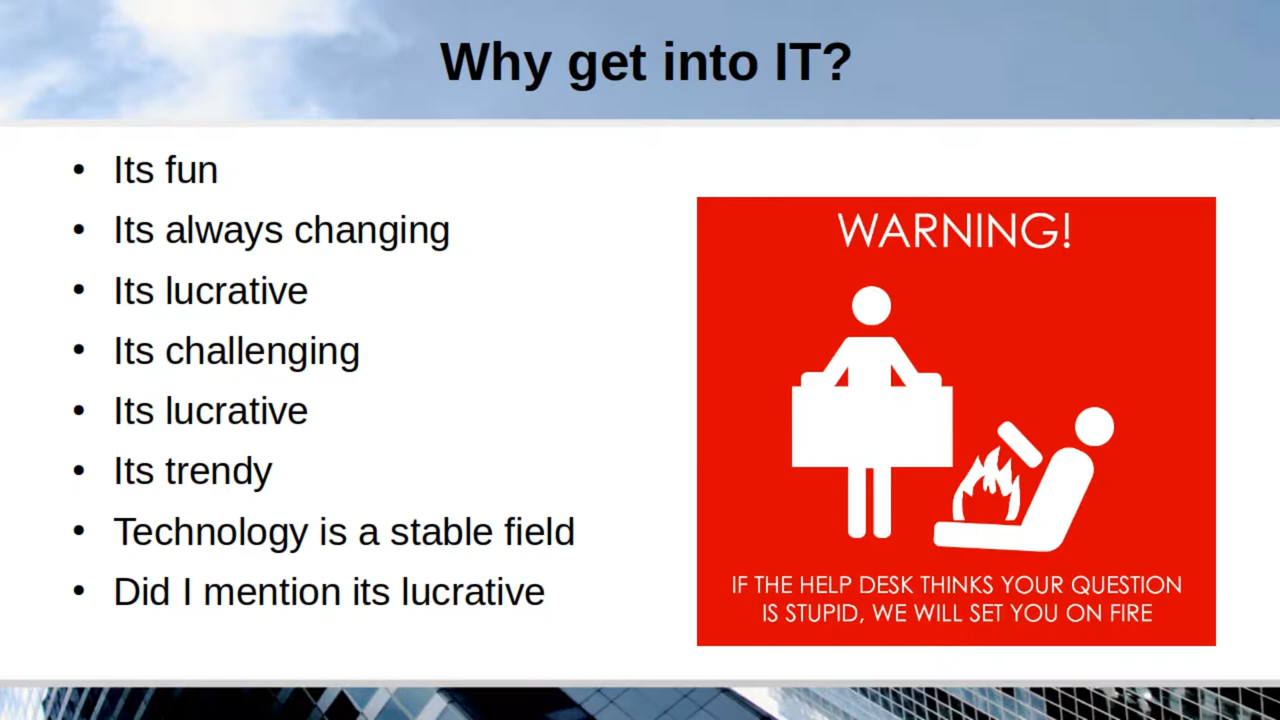 Why get into IT?
• Its fun
• Its always changing
• Its lucrative
• Its challenging
• Its lucrative
• Its trendy
• Technology is a stable field
• Did I mention its lucrative
WARNING!
IF THE HELP DESK THINKS YOUR QUESTION
IS STUPID, WE WILL SET YOU ON FIRE